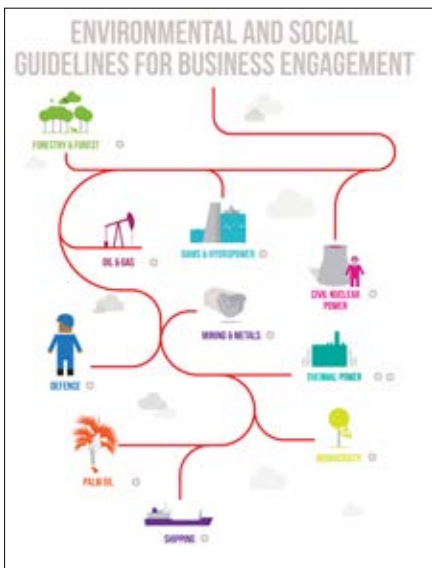 ENVIRONMENTAL AND SOCIAL
GUIDELINES FOR BUSINESS ENGAGEMENT
FORESTRY & FOREST
OIL & GAS
DAMS & HYDROPOWER
CIVIL NUCLEAR
POWER
MINING & METALS
DEFENCE
THERMAL POWER
PALM OIL
BIODIVERSITY
SHIPPING